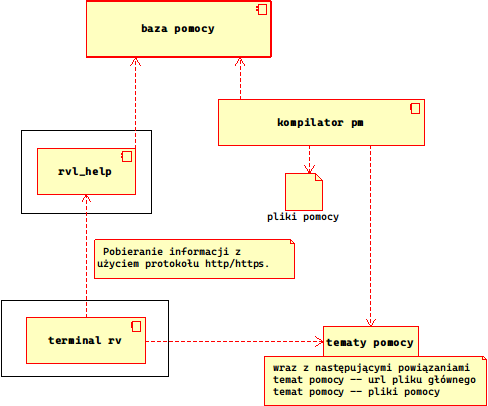 baza pomocy
kompilator pm
rvl_help
pliki pomocy
Pobieranie informacji z
użyciem protokołu http/https.
terminal rv
tematy pomocy
wraz z następującymi powiązaniami
temat pomocy —— url pliku głównego
temat pomocy —— pliki pomocy